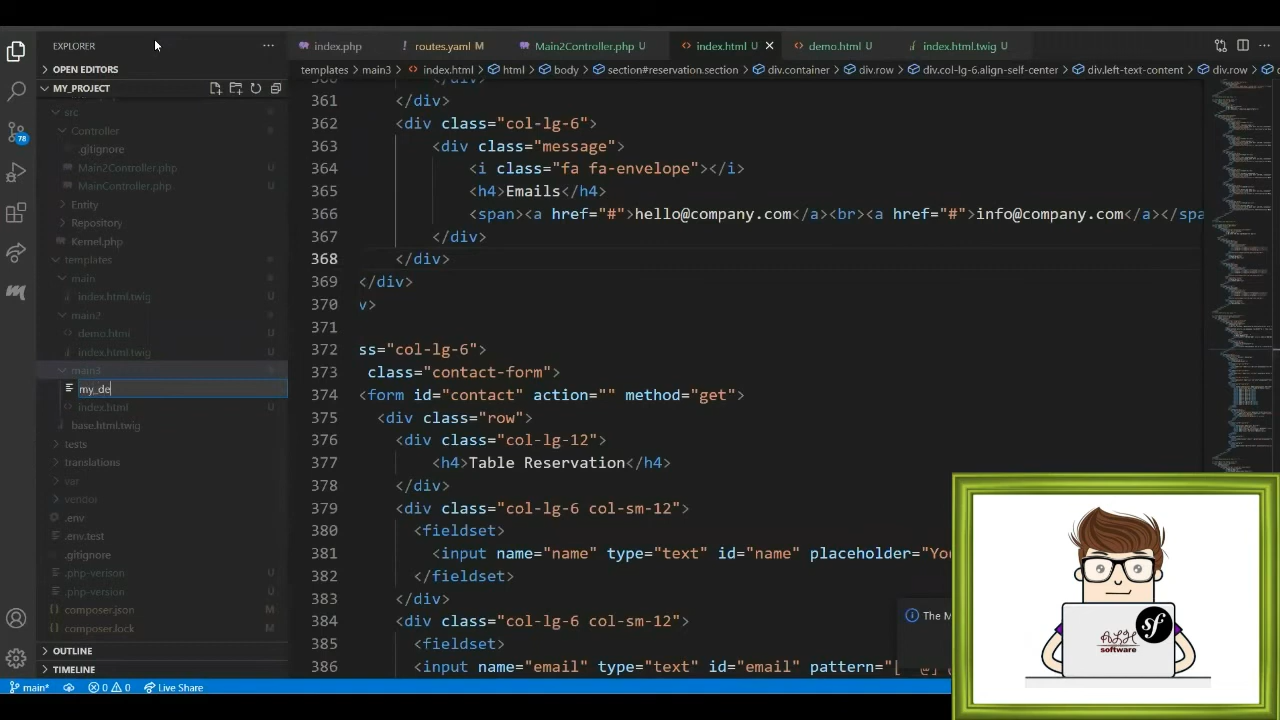 EXPLORER
index.php
routes.yaml M
Main2Controller.php U
index.html U
demo.html U
index.html.twig U
OPEN EDITORS
templates > main3 > index.html > html > body > section#reservation.section > div.container > div.row > div.col-lg-6.align-self-center > div.left-text-content > div.row >
MY_PROJECT
src
Controller
.gitignore
Main2Controller.php U
MainController.php U
Entity
Repository
Kernel.php
templates
main
index.html.twig U
main2
demo.html U
index.html.twig U
main3
my_de
index.html U
base.html.twig U
tests
translations
var
vendor
.env
.env.test
.gitignore
.php-verison U
.php-version U
composer.json M
composer.lock M
OUTLINE
TIMELINE
78
361 </div>
362 <div class="col-lg-6">
363 <div class="message">
364 <i class="fa fa-envelope"></i>
365 <h4>Emails</h4>
366 <span><a href="#">hello@company.com</a><br><a href="#">info@company.com</a></spa
367 </div>
368 </div>
369 </div>
370 v>
371
372 ss="col-lg-6">
373 class="contact-form">
374 <form id="contact" action="" method="get">
375 <div class="row">
376 <div class="col-lg-12">
377 <h4>Table Reservation</h4>
378 </div>
379 <div class="col-lg-6 col-sm-12">
380 <fieldset>
381 <input name="name" type="text" id="name" placeholder="Yo
382 </fieldset>
383 </div>
384 <div class="col-lg-6 col-sm-12">
385 <fieldset>
386 <input name="email" type="text" id="email" pattern="[
The M
sf
software
main*
0 0
Live Share